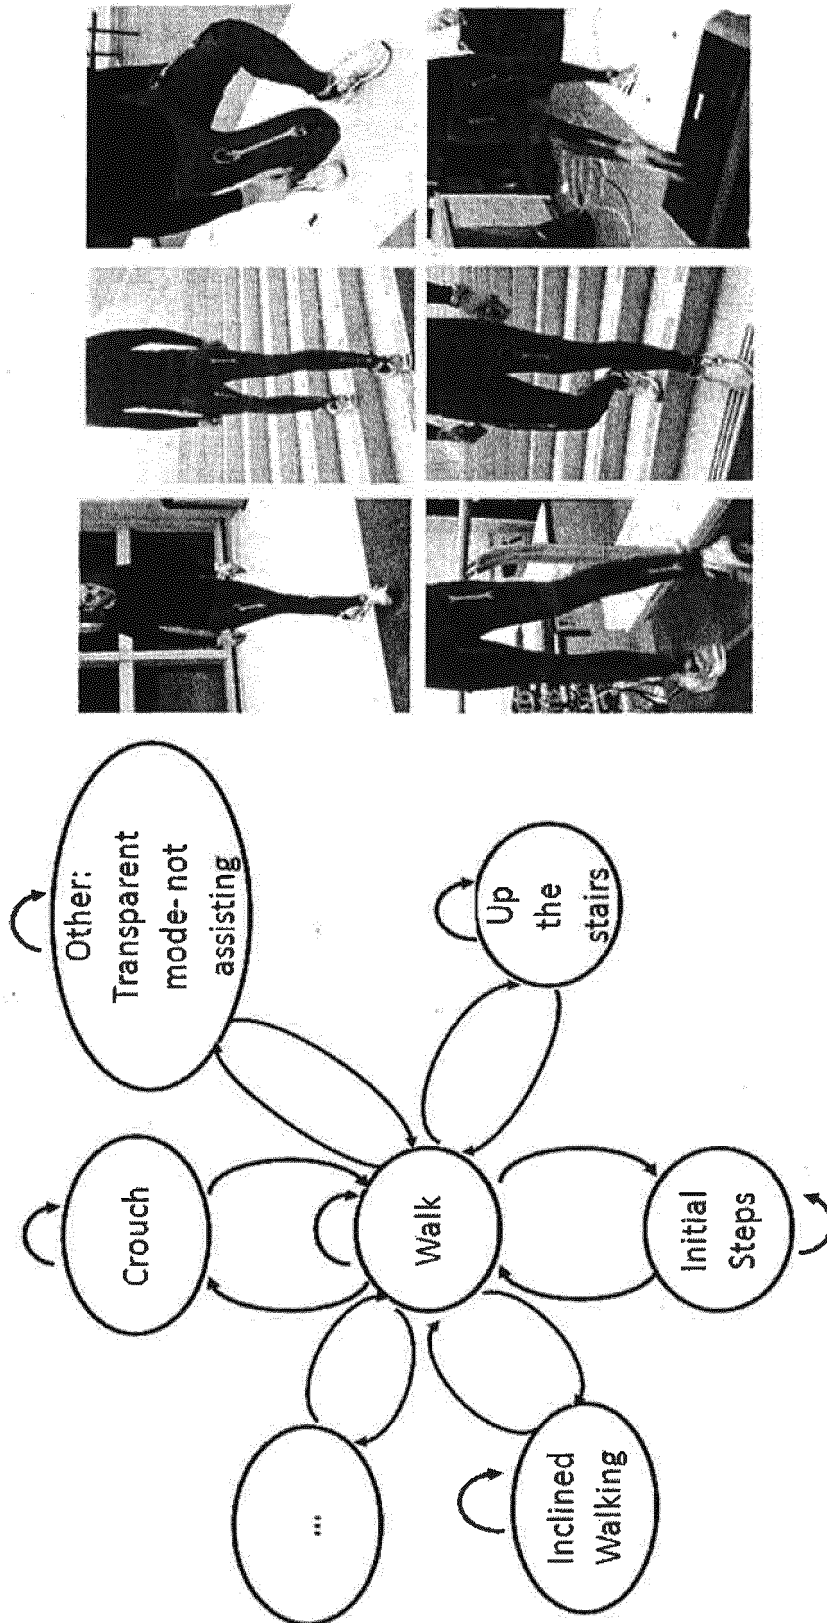 Other:
Transparent
mode-not
assisting
Crouch
Up
the
stairs
Walk
...
Initial
Steps
Inclined
Walking